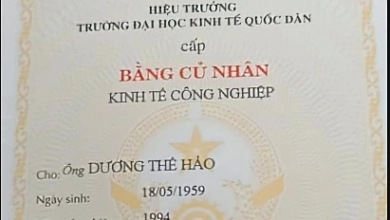 HIỆU TRƯỞNG
TRƯỜNG ĐẠI HỌC KINH TẾ QUỐC DÂN
cấp
BẰNG CỬ NHÂN
KINH TẾ CÔNG NGHIỆP
Cho: Ông DƯƠNG THẾ HẢO
Ngày sinh: 18/05/1959
1994